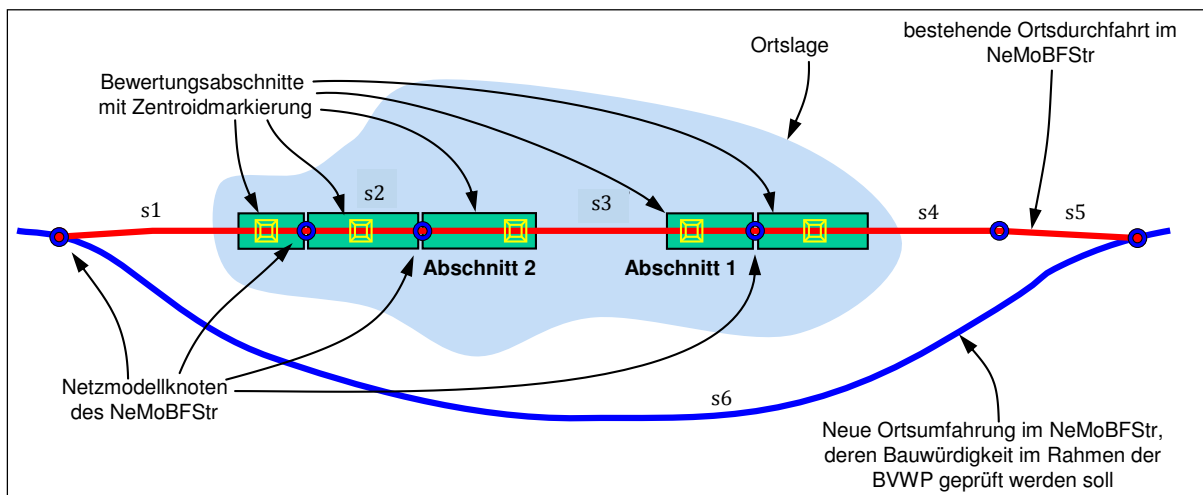 bestehende Ortsdurchfahrt im
NeMoBFStr
Ortslage
Bewertungsabschnitte
mit Zentroidmarkierung
s1
s2
s3
s4
s5
Abschnitt 2
Abschnitt 1
Netzmodellknoten
des NeMoBFStr
s6
Neue Ortsumfahrung im NeMoBFStr,
deren Bauwürdigkeit im Rahmen der
BVWP geprüft werden soll